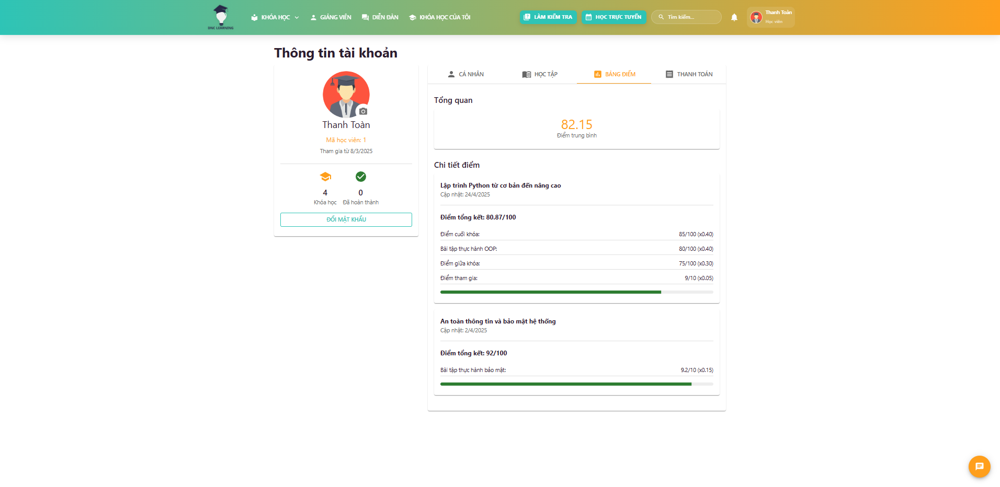 DNC LEARNING
KHÓA HỌC
GIẢNG VIÊN
DIỄN ĐÀN
KHÓA HỌC CỦA TÔI
LÀM KIỂM TRA
HỌC TRỰC TUYẾN
Tìm kiếm...
Thanh Toàn
Học viên
Thông tin tài khoản
Thanh Toàn
Mã học viên: 1
Tham gia từ 8/3/2025
4
Khóa học
0
Đã hoàn thành
ĐỔI MẬT KHẨU
CÁ NHÂN
HỌC TẬP
BẢNG ĐIỂM
THANH TOÁN
Tổng quan
82.15
Điểm trung bình
Chi tiết điểm
Lập trình Python từ cơ bản đến nâng cao
Cập nhật: 24/4/2025
Điểm tổng kết: 80.87/100
Điểm cuối khóa: 85/100 (x0.40)
Bài tập thực hành OOP: 80/100 (x0.40)
Điểm giữa khóa: 75/100 (x0.30)
Điểm tham gia: 9/10 (x0.05)
An toàn thông tin và bảo mật hệ thống
Cập nhật: 2/4/2025
Điểm tổng kết: 92/100
Bài tập thực hành bảo mật: 9.2/10 (x0.15)